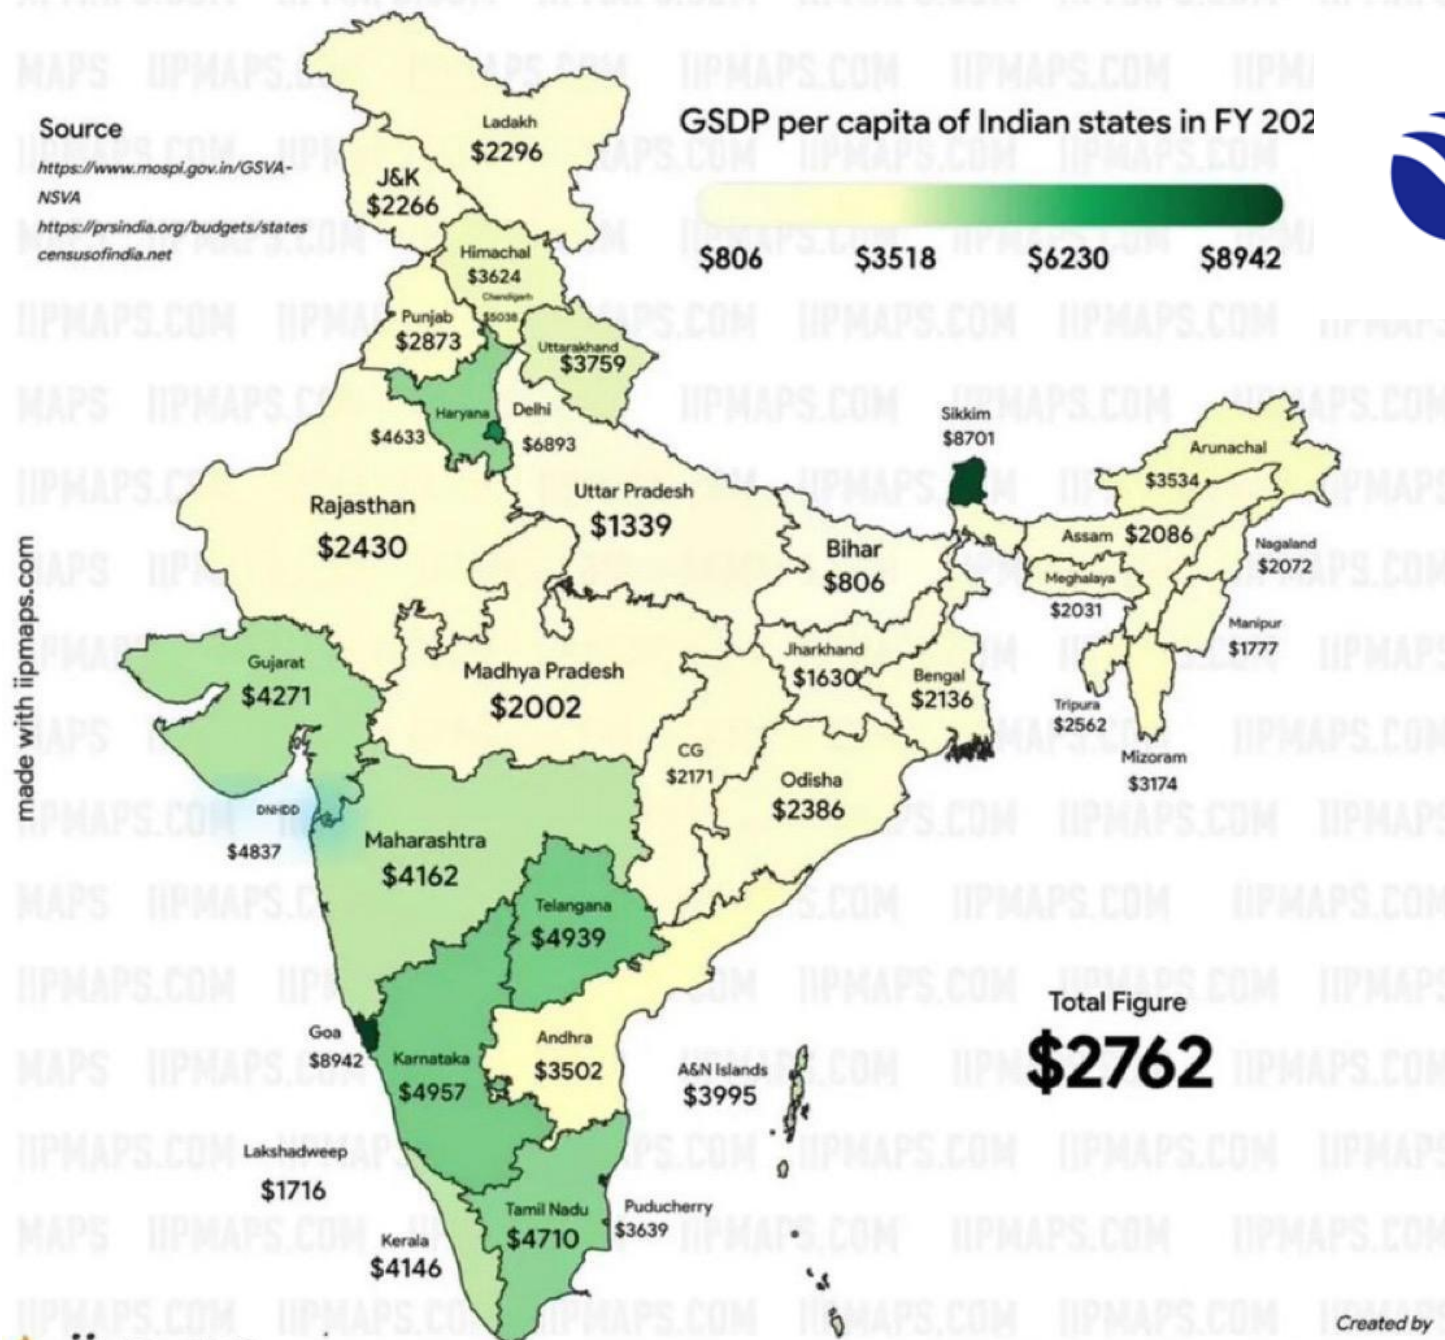 Source
https://www.mospi.gov.in/GSVA-
NSVA
https://prsindia.org/budgets/states
censusofindia.net
GSDP per capita of Indian states in FY 202
$806 $3518 $6230 $8942
Ladakh
$2296
J&K
$2266
Himachal
$3624
Chandigarh
$5038
Punjab
$2873
Uttarakhand
$3759
Haryana
$4633
Delhi
$6893
Sikkim
$8701
Arunachal
$3534
Rajasthan
$2430
Uttar Pradesh
$1339
Bihar
$806
Assam $2086
Nagaland
$2072
Meghalaya
$2031
Manipur
$1777
Tripura
$2562
Mizoram
$3174
Gujarat
$4271
Madhya Pradesh
$2002
Jharkhand
$1630
Bengal
$2136
CG
$2171
Odisha
$2386
DNHDD
$4837
Maharashtra
$4162
Telangana
$4939
Goa
$8942
Karnataka
$4957
Andhra
$3502
A&N Islands
$3995
Total Figure
$2762
Lakshadweep
$1716
Kerala
$4146
Tamil Nadu
$4710
Puducherry
$3639
made with iipmaps.com
Created by
IIPMAPS.COM